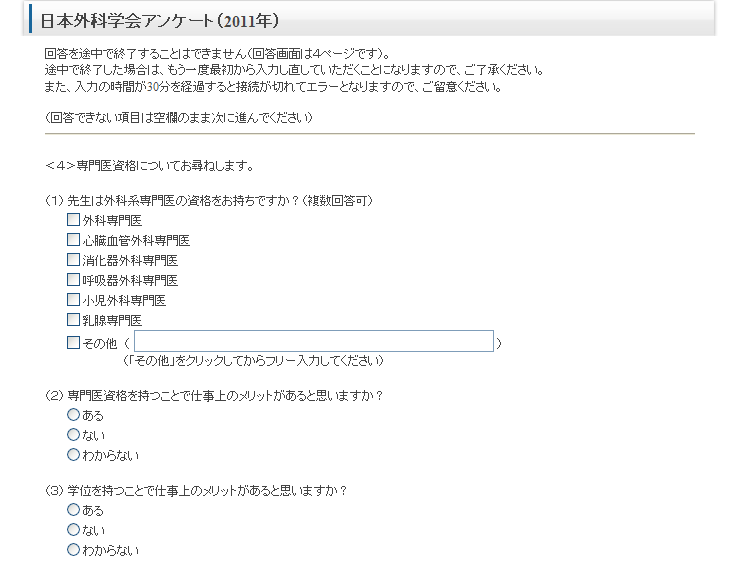 日本外科学会アンケート(2011年)
回答を途中で終了することはできません(回答画面は4ページです)。
途中で終了した場合は、もう一度最初から入力し直していただくことになりますので、ご了承ください。
また、入力の時間が30分を経過すると接続が切れてエラーとなりますので、ご留意ください。
(回答できない項目は空欄のまま次に進んでください)
<4>専門医資格についてお尋ねします。
(1) 先生は外科系専門医の資格をお持ちですか?(複数回答可)
外科専門医
心臓血管外科専門医
消化器外科専門医
呼吸器外科専門医
小児外科専門医
乳腺専門医
その他 ( )
(「その他」をクリックしてからフリー入力してください)
(2) 専門医資格を持つことで仕事上のメリットがあると思いますか?
ある
ない
わからない
(3) 学位を持つことで仕事上のメリットがあると思いますか?
ある
ない
わからない